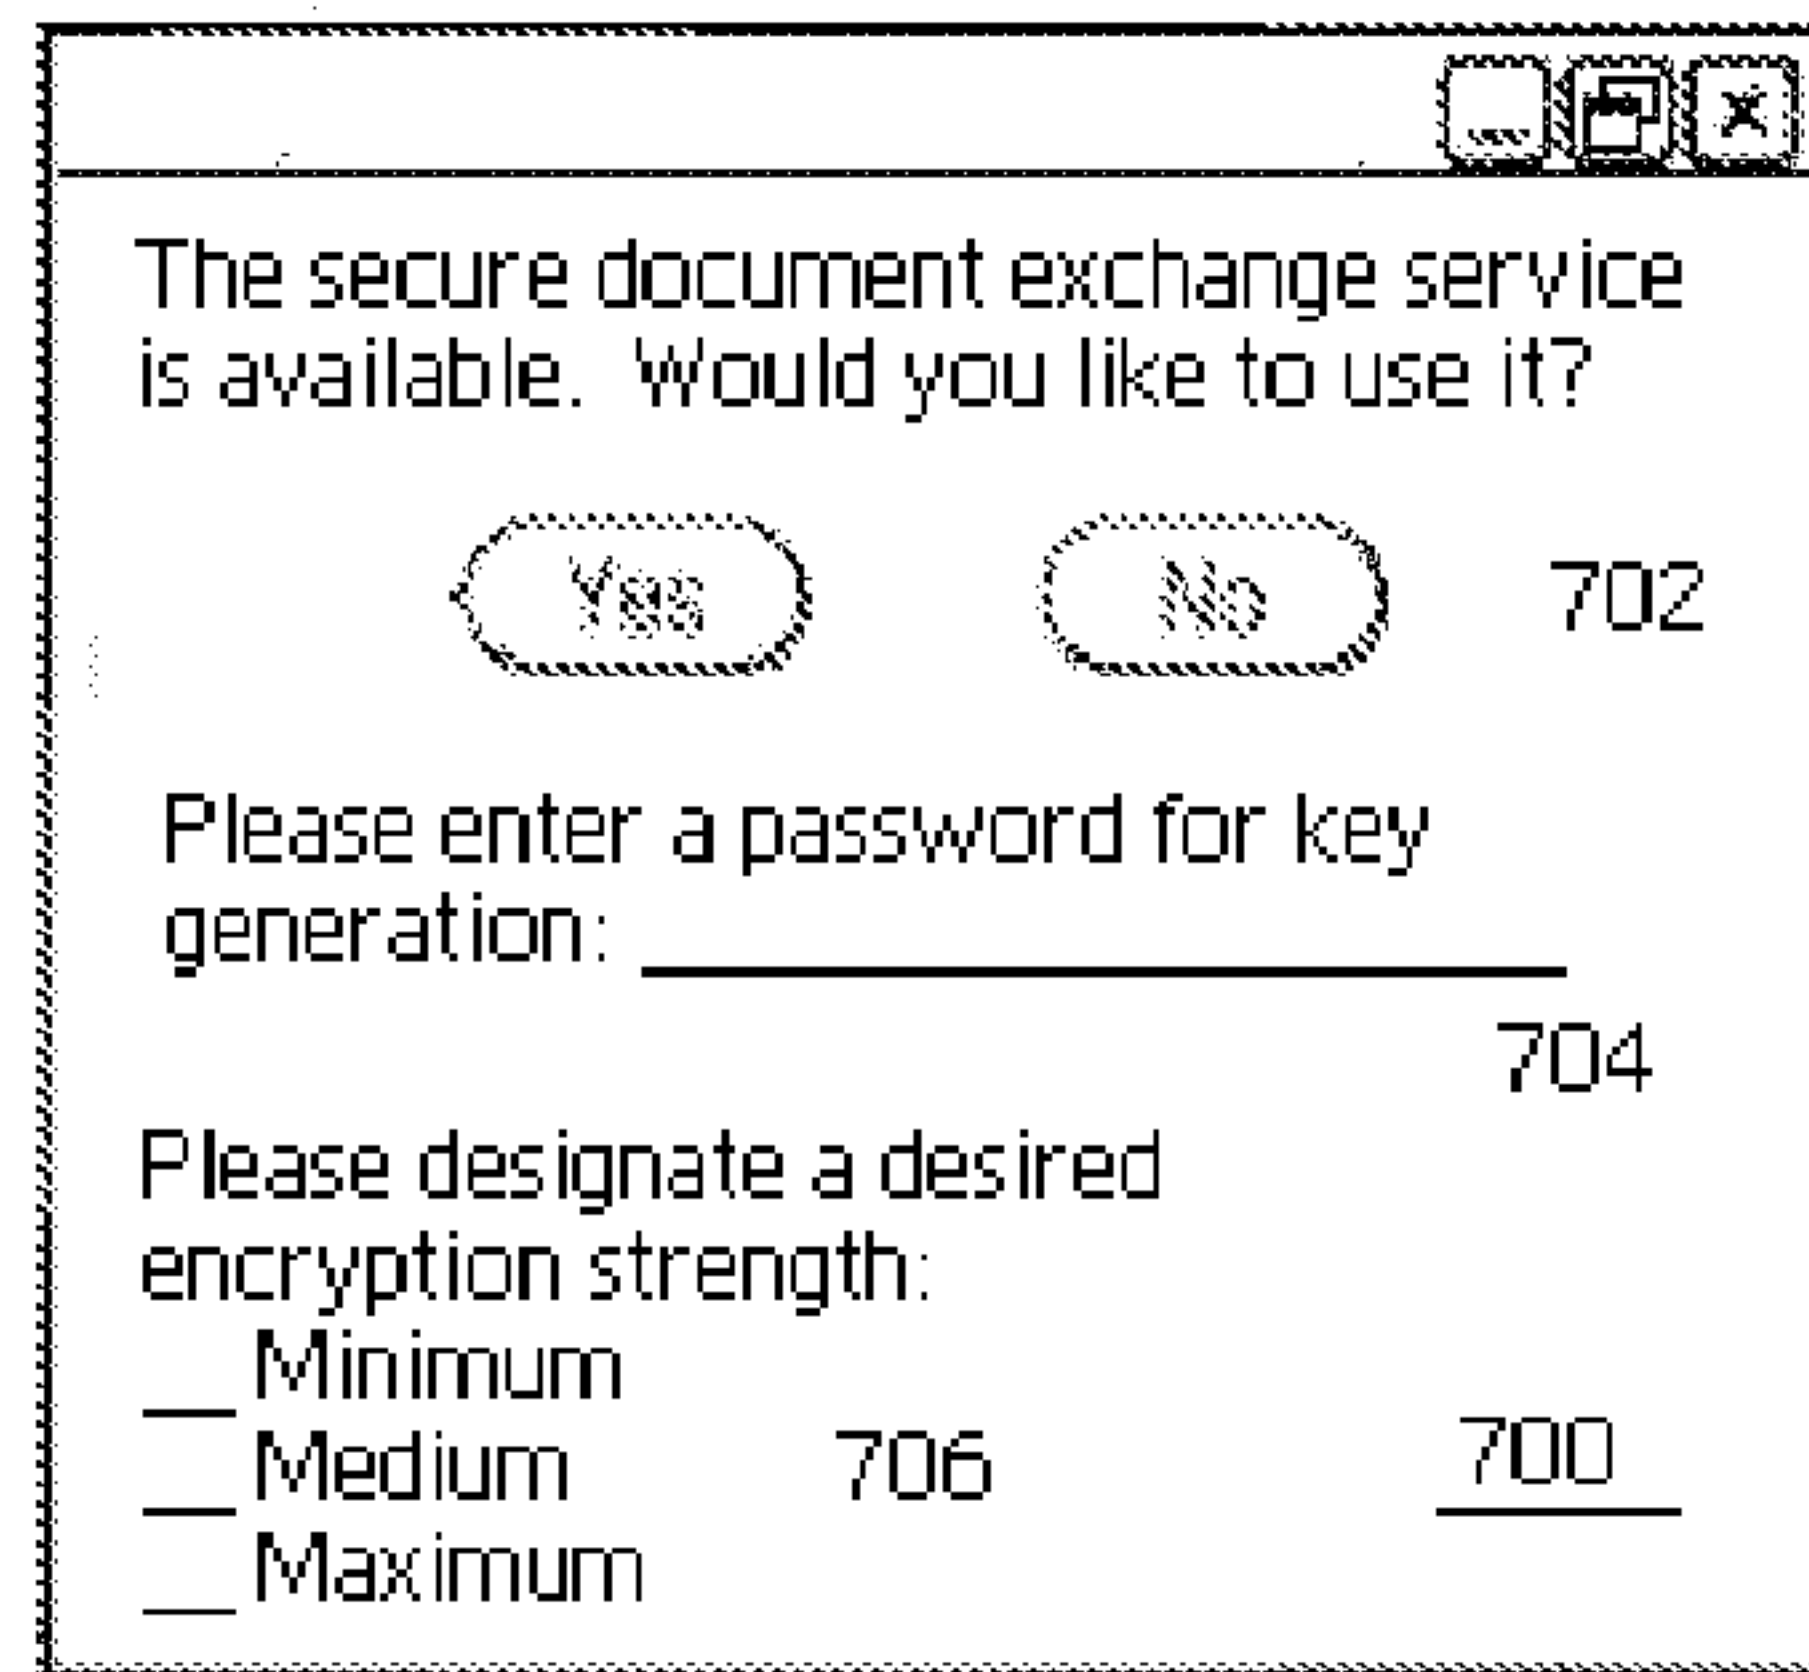 The secure document exchange service
is available. Would you like to use it?
Yes No 702
Please enter a password for key
generation:
704
Please designate a desired
encryption strength:
Minimum
Medium 706 700
Maximum